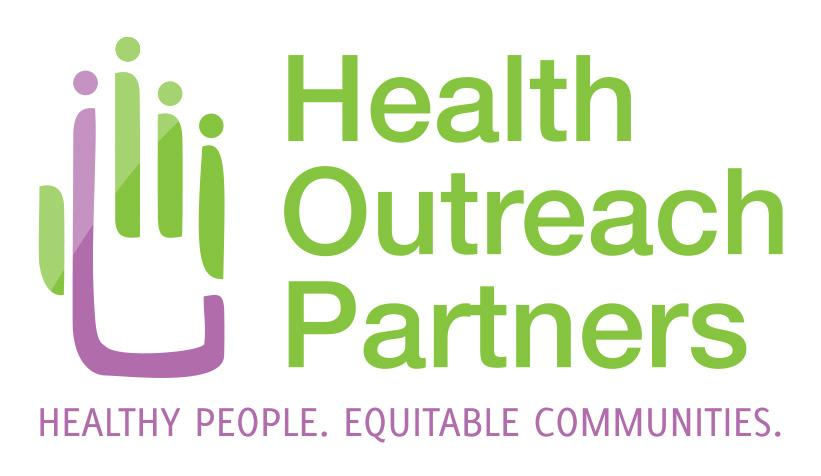 Health
Outreach
Partners
HEALTHY PEOPLE. EQUITABLE COMMUNITIES.